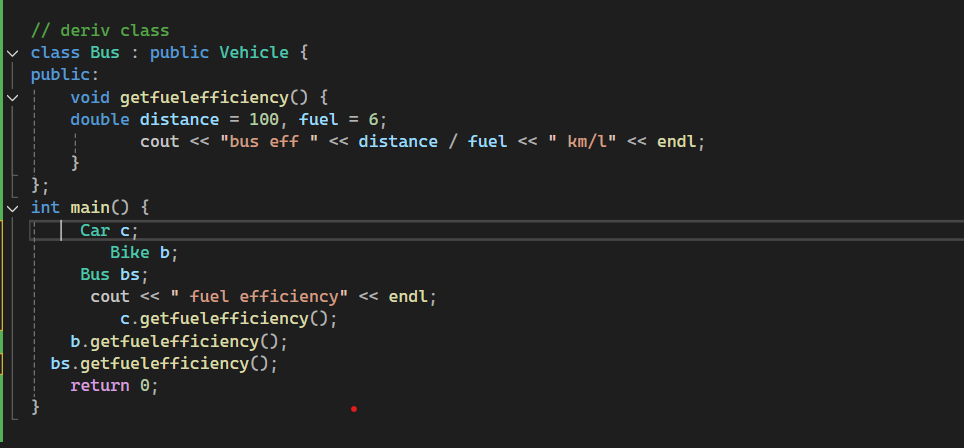 // deriv class
class Bus : public Vehicle {
public:
    void getfuelefficiency() {
    double distance = 100, fuel = 6;
           cout << "bus eff " << distance / fuel << " km/l" << endl;
    }
};
int main() {
     Car c;
        Bike b;
     Bus bs;
      cout << " fuel efficiency" << endl;
         c.getfuelefficiency();
    b.getfuelefficiency();
  bs.getfuelefficiency();
    return 0;
}